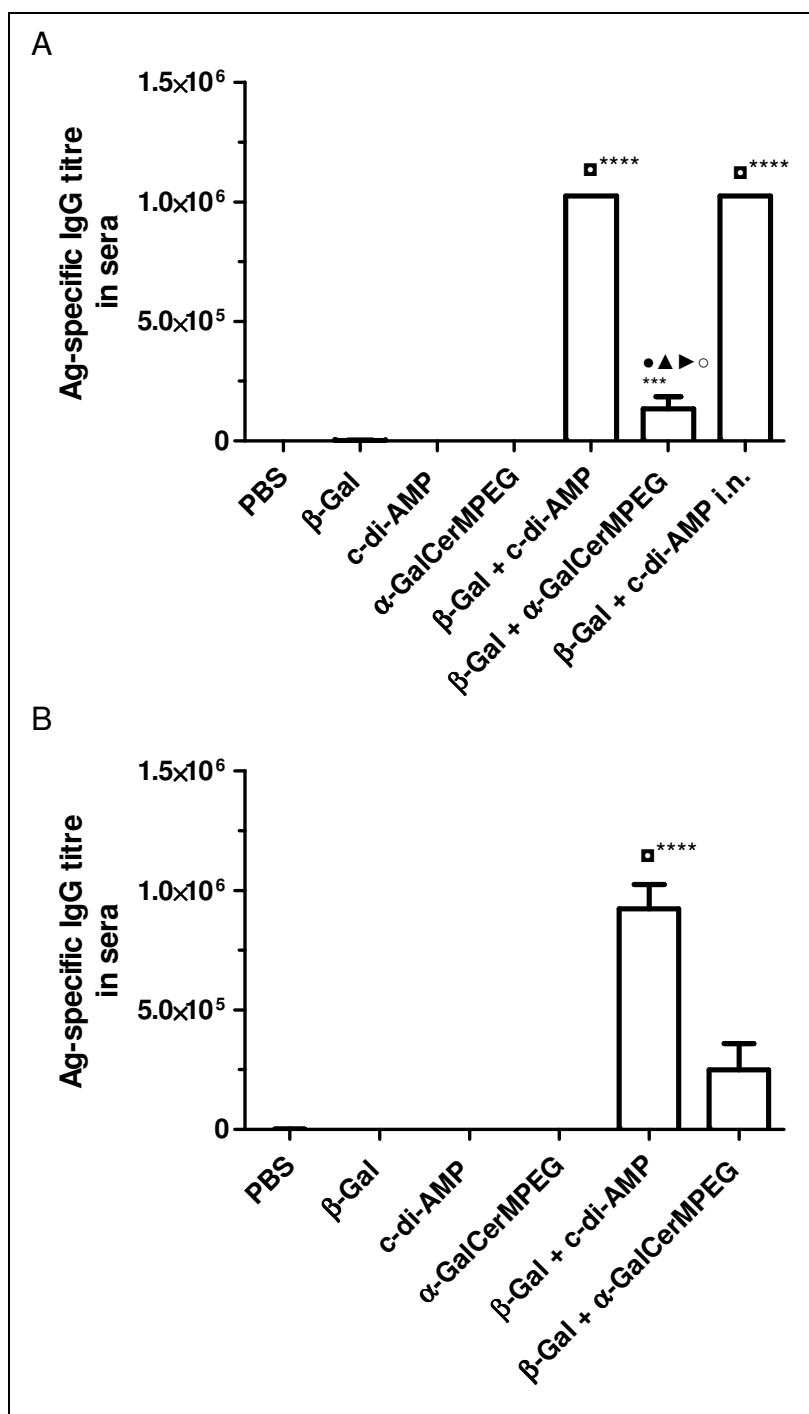 A
1.5×10⁶
1.0×10⁶
5.0×10⁵
0
Ag-specific IgG titre
in sera
****
***
****
PBS
β-Gal
c-di-AMP
α-GalCerMPEG
β-Gal + c-di-AMP
β-Gal + α-GalCerMPEG
β-Gal + c-di-AMP i.n.
B
1.5×10⁶
1.0×10⁶
5.0×10⁵
0
Ag-specific IgG titre
in sera
****
PBS
β-Gal
c-di-AMP
α-GalCerMPEG
β-Gal + c-di-AMP
β-Gal + α-GalCerMPEG